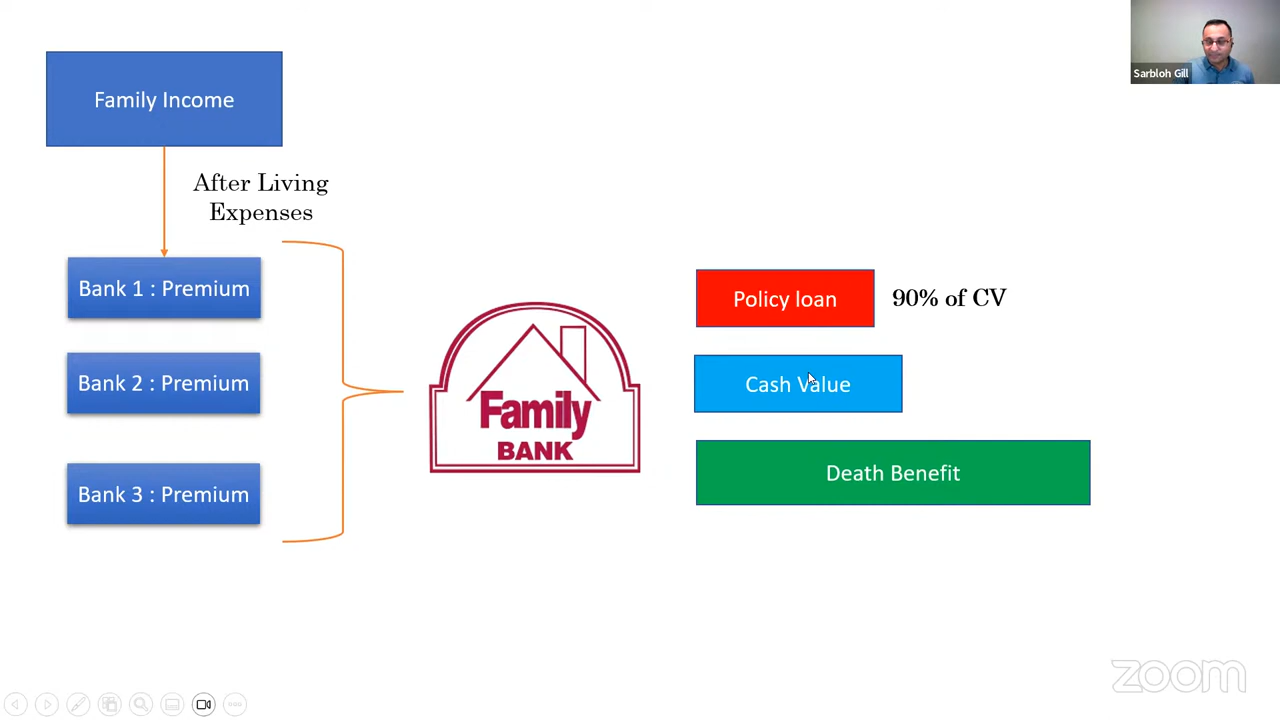 Family Income
Sarbloh Gill
After Living
Expenses
Bank 1 : Premium
Bank 2 : Premium
Bank 3 : Premium
Family
BANK
Policy loan
90% of CV
Cash Value
Death Benefit
zoom